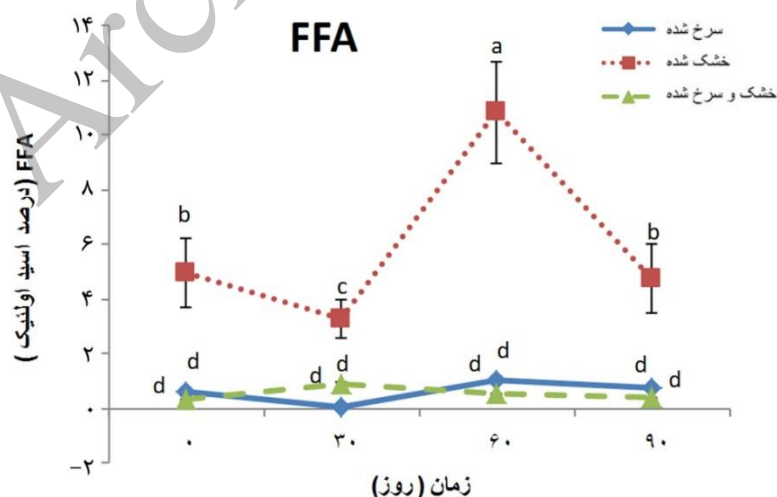 FFA
سرخ شده
خشک شده
خشک و سرخ شده
FFA (درصد اسید اولئیک )
۱۴
۱۲
۱۰
۸
۶
۴
۲
۰
−۲
a
b
c
b
d
d
d
d
d
d
d
d
۰ ۳۰ ۶۰ ۹۰
زمان (روز)